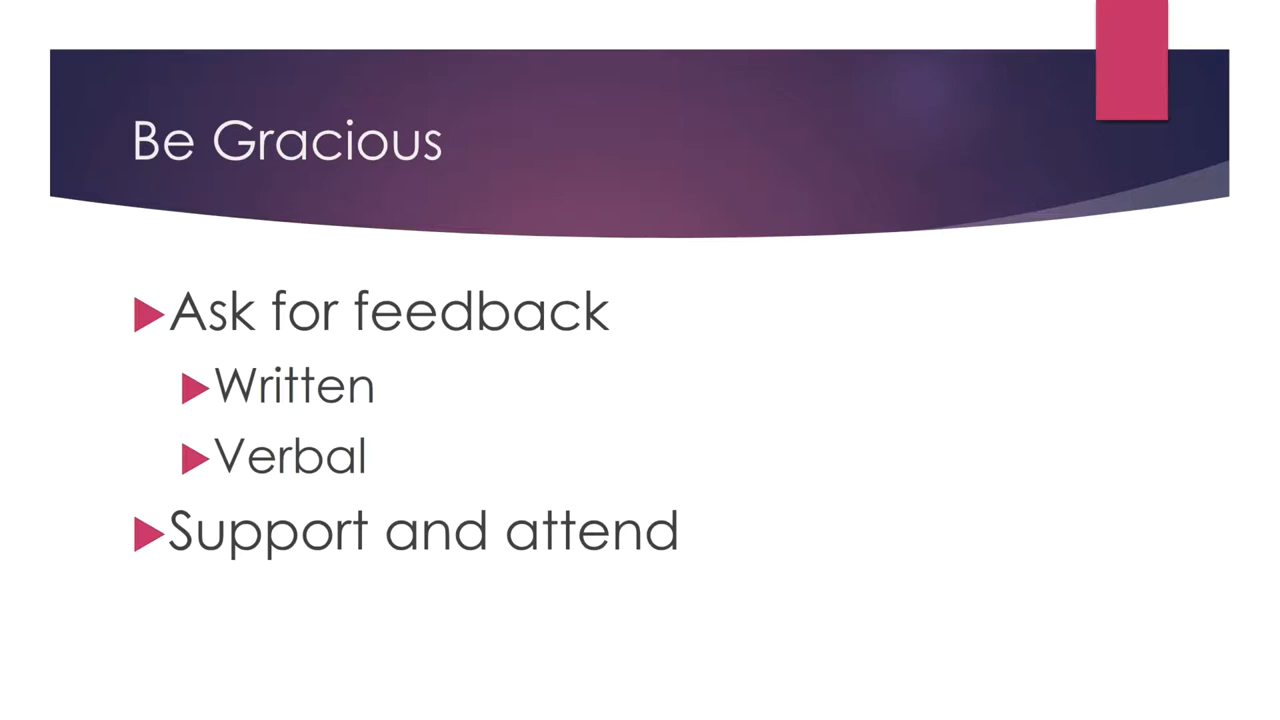 Be Gracious
Ask for feedback
Written
Verbal
Support and attend